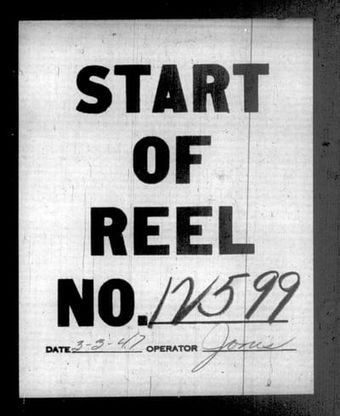 START
OF
REEL
NO. 12599
DATE 3-3-47 OPERATOR Jones